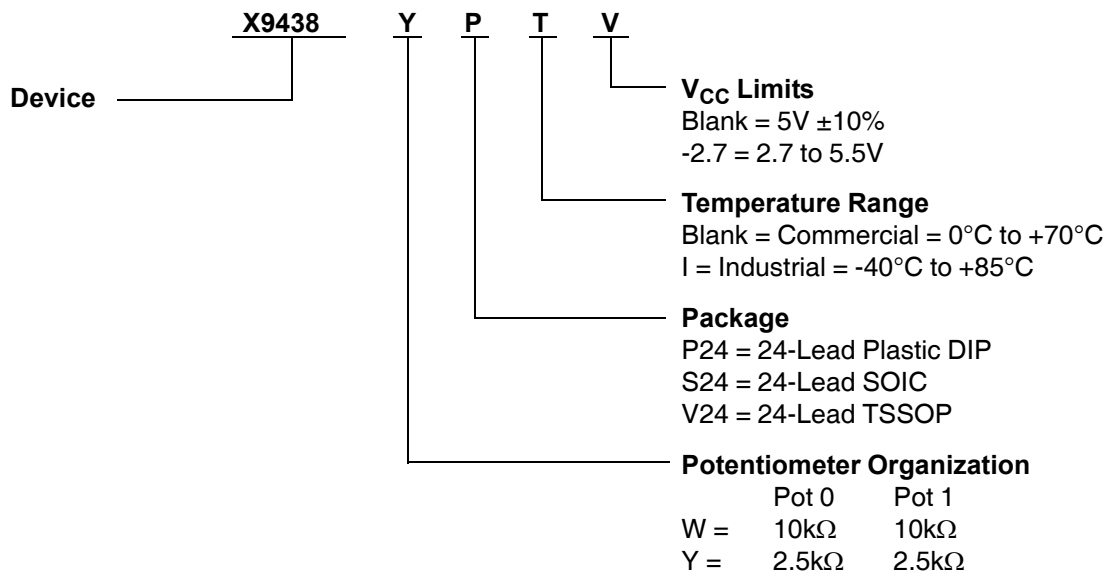 X9438 Y P T V
Device
V_CC Limits
Blank = 5V ±10%
-2.7 = 2.7 to 5.5V
Temperature Range
Blank = Commercial = 0°C to +70°C
I = Industrial = -40°C to +85°C
Package
P24 = 24-Lead Plastic DIP
S24 = 24-Lead SOIC
V24 = 24-Lead TSSOP
Potentiometer Organization
Pot 0 Pot 1
W = 10kΩ 10kΩ
Y = 2.5kΩ 2.5kΩ